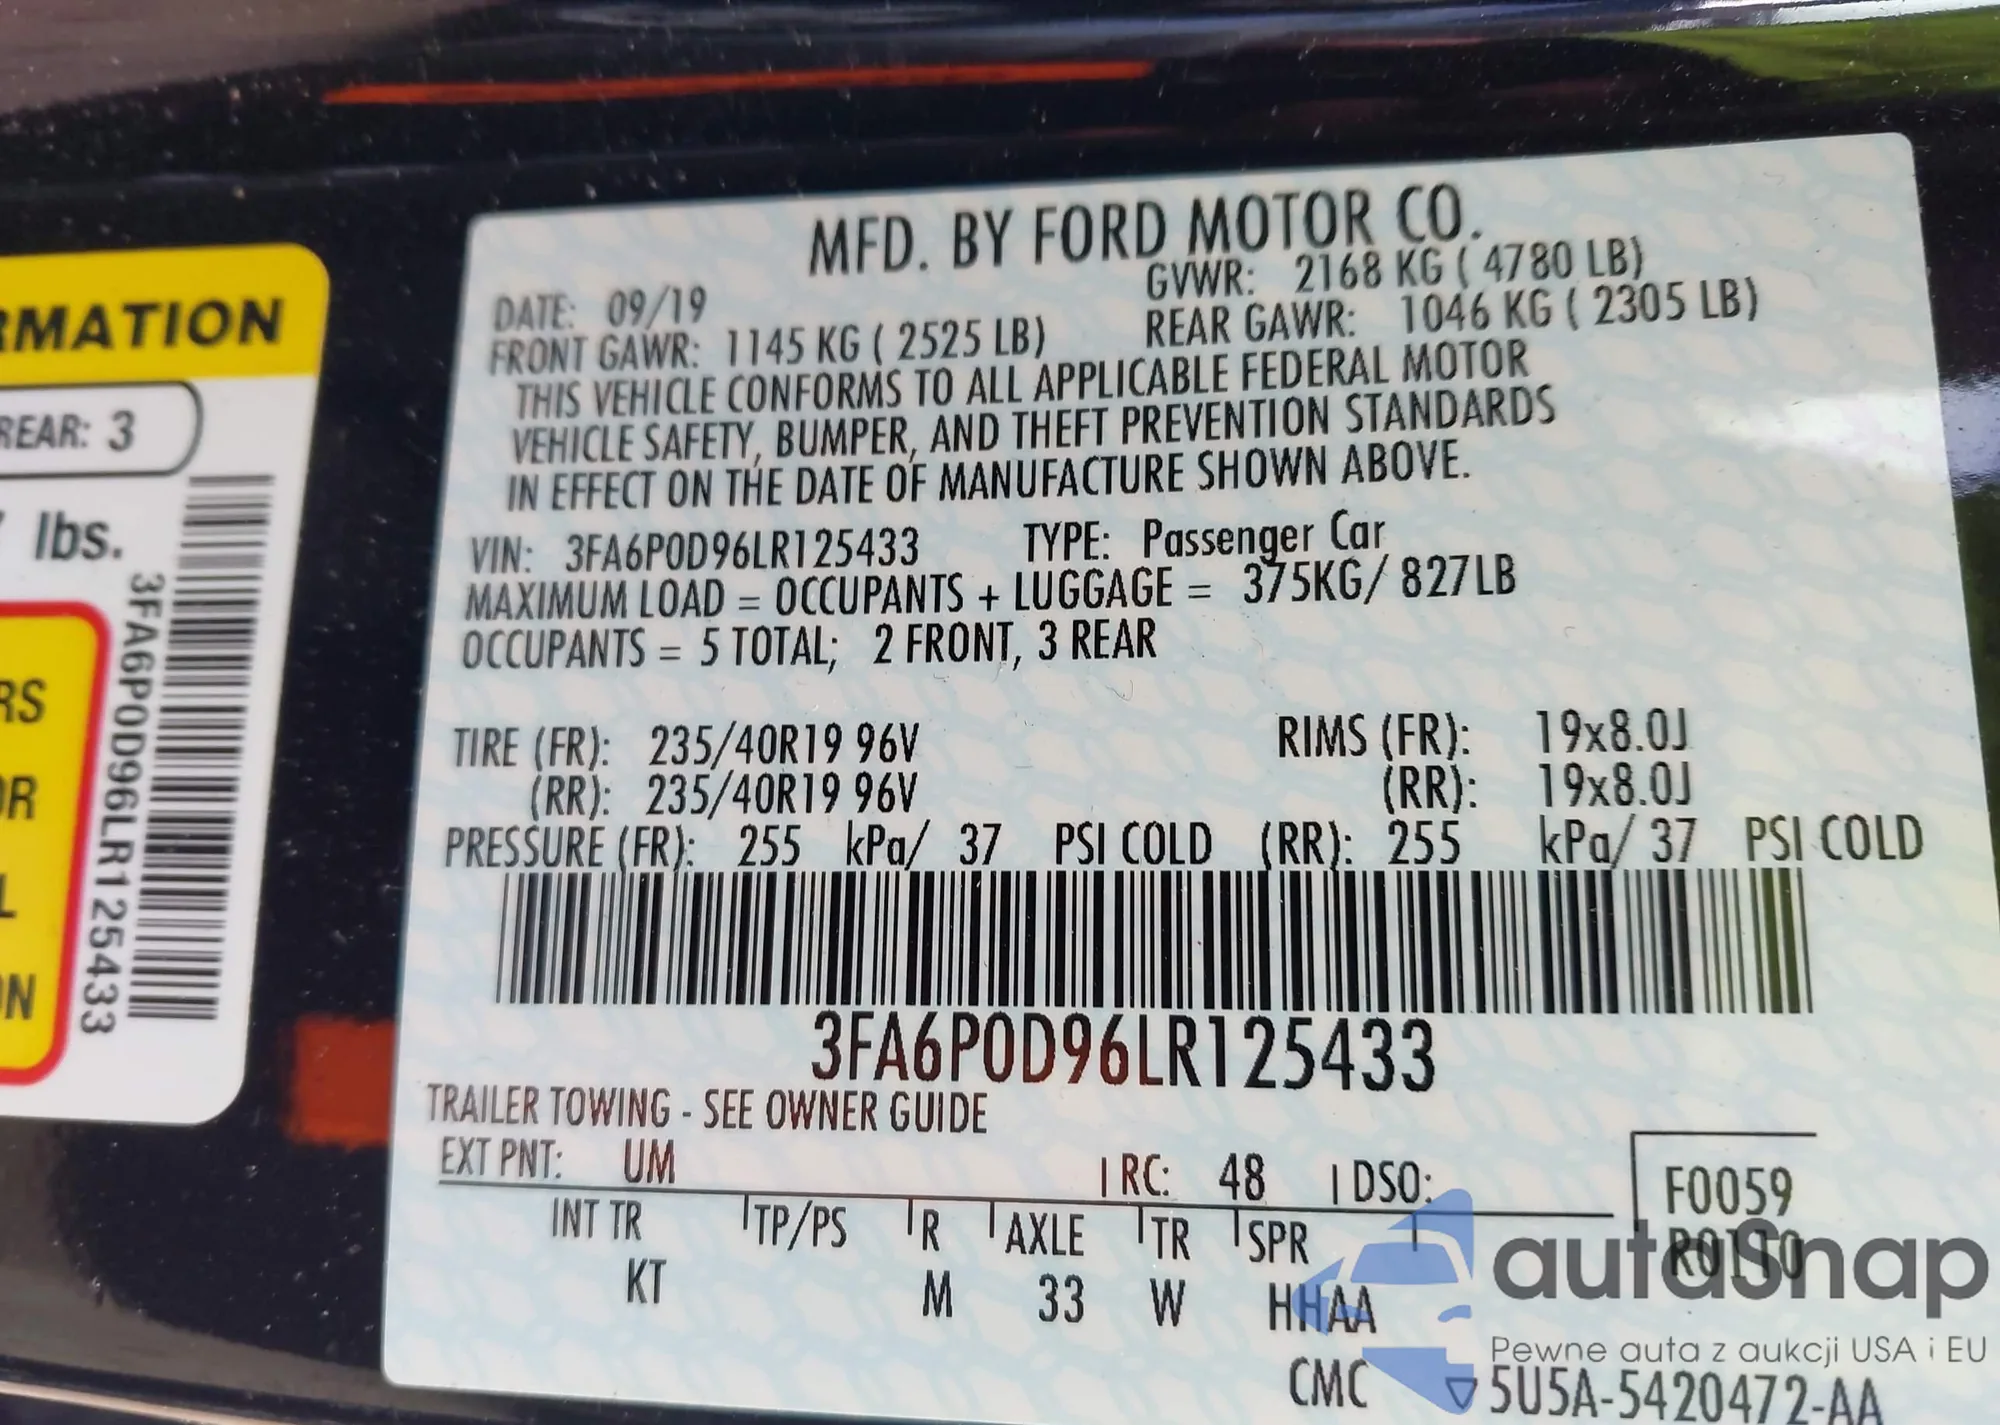 RMATION
REAR: 3
lbs.
3FA6P0D96LR125433
RS
OR
L
ON
MFD. BY FORD MOTOR CO.
DATE: 09/19 GVWR: 2168 KG ( 4780 LB)
FRONT GAWR: 1145 KG ( 2525 LB) REAR GAWR: 1046 KG ( 2305 LB)
THIS VEHICLE CONFORMS TO ALL APPLICABLE FEDERAL MOTOR
VEHICLE SAFETY, BUMPER, AND THEFT PREVENTION STANDARDS
IN EFFECT ON THE DATE OF MANUFACTURE SHOWN ABOVE.
VIN: 3FA6P0D96LR125433 TYPE: Passenger Car
MAXIMUM LOAD = OCCUPANTS + LUGGAGE = 375KG/ 827LB
OCCUPANTS = 5 TOTAL; 2 FRONT, 3 REAR
TIRE (FR): 235/40R19 96V RIMS (FR): 19x8.0J
(RR): 235/40R19 96V (RR): 19x8.0J
PRESSURE (FR): 255 kPa/ 37 PSI COLD (RR): 255 kPa/ 37 PSI COLD
3FA6P0D96LR125433
TRAILER TOWING - SEE OWNER GUIDE
EXT PNT: UM RC: 48 DSO:
F0059
R0110
INT TR TP/PS R AXLE TR SPR
KT M 33 W HHAA
CMC 5U5A-5420472-AA
autoSnap
Pewne auta z aukcji USA i EU